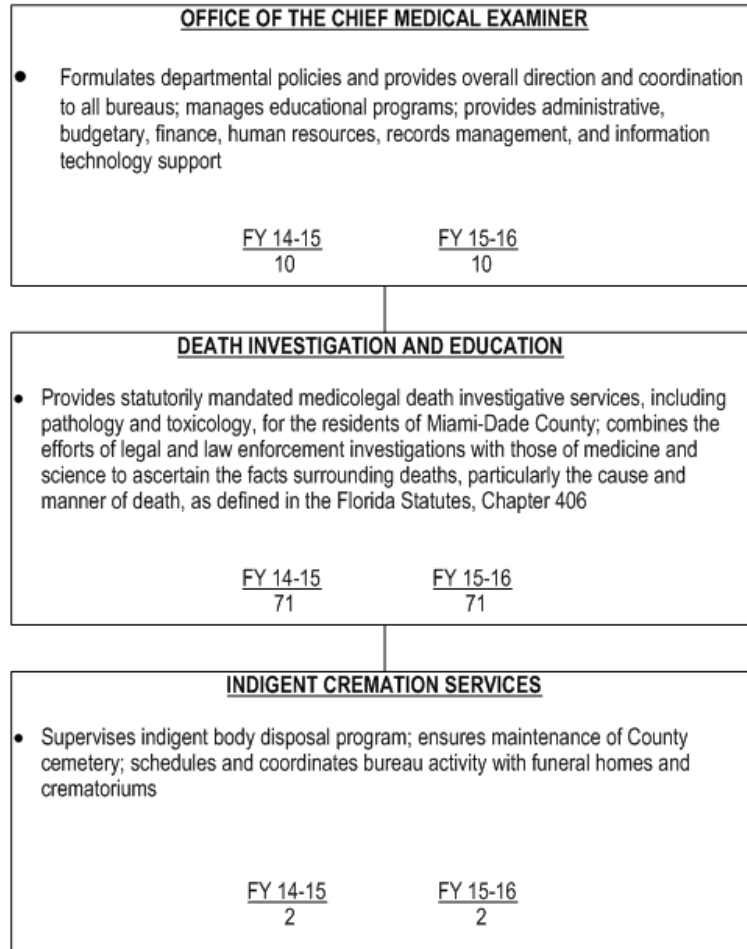 OFFICE OF THE CHIEF MEDICAL EXAMINER
● Formulates departmental policies and provides overall direction and coordination
to all bureaus; manages educational programs; provides administrative,
budgetary, finance, human resources, records management, and information
technology support
FY 14-15 FY 15-16
10 10
DEATH INVESTIGATION AND EDUCATION
• Provides statutorily mandated medicolegal death investigative services, including
pathology and toxicology, for the residents of Miami-Dade County; combines the
efforts of legal and law enforcement investigations with those of medicine and
science to ascertain the facts surrounding deaths, particularly the cause and
manner of death, as defined in the Florida Statutes, Chapter 406
FY 14-15 FY 15-16
71 71
INDIGENT CREMATION SERVICES
• Supervises indigent body disposal program; ensures maintenance of County
cemetery; schedules and coordinates bureau activity with funeral homes and
crematoriums
FY 14-15 FY 15-16
2 2